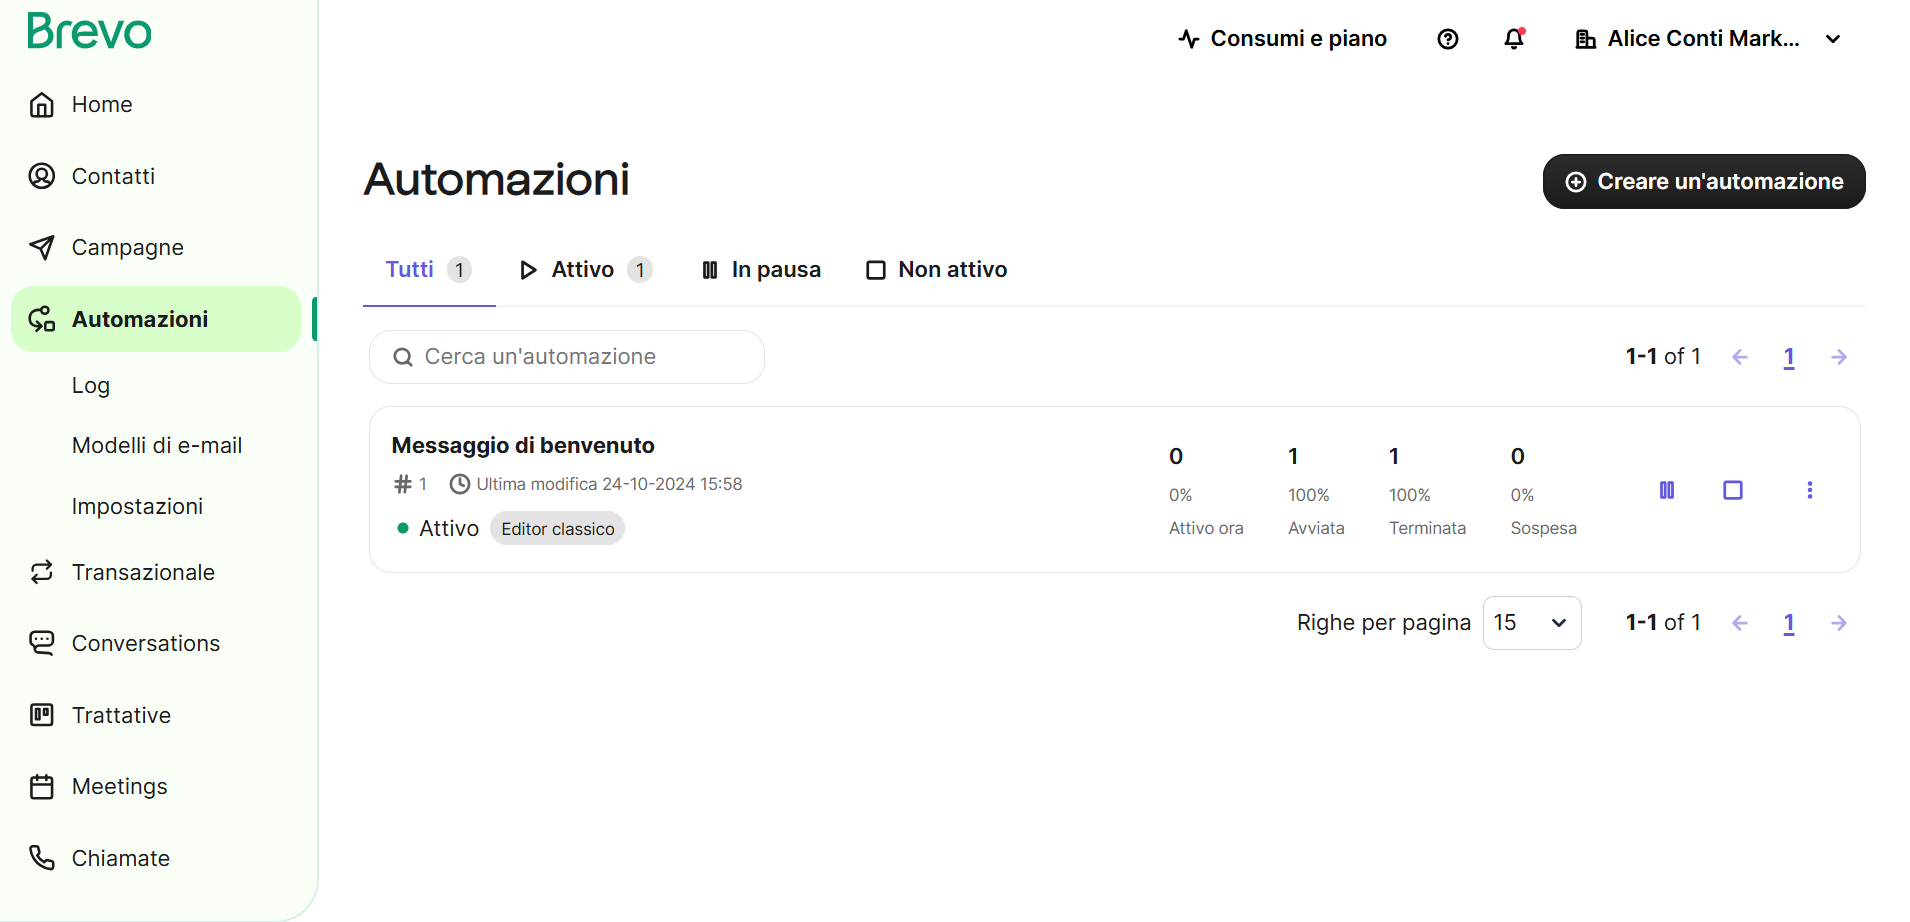 Brevo
Consumi e piano
Alice Conti Mark...
Home
Contatti
Campagne
Automazioni
Log
Modelli di e-mail
Impostazioni
Transazionale
Conversations
Trattative
Meetings
Chiamate
Automazioni
Creare un'automazione
Tutti 1
Attivo 1
In pausa
Non attivo
Cerca un'automazione
1-1 of 1
1
Messaggio di benvenuto
# 1 Ultima modifica 24-10-2024 15:58
Attivo Editor classico
0
0%
Attivo ora
1
100%
Avviata
1
100%
Terminata
0
0%
Sospesa
Righe per pagina 15
1-1 of 1
1